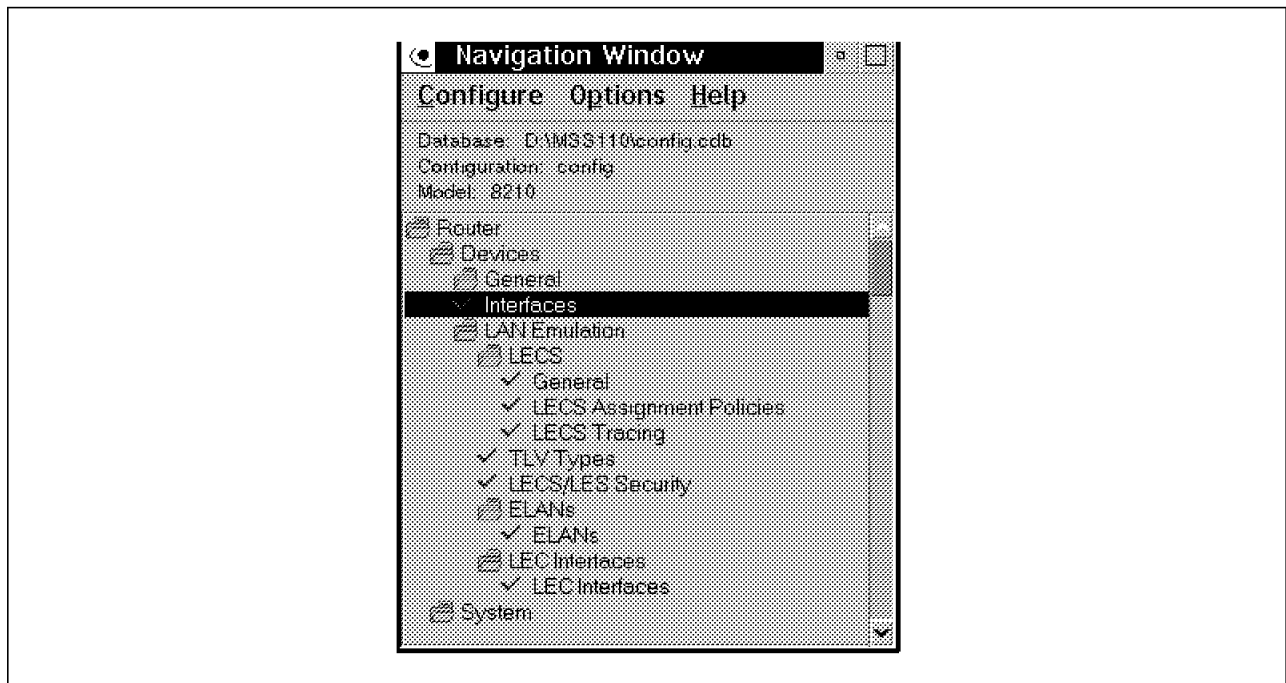 Navigation Window
Configure Options Help
Database: D:\MSS110\config.cdb
Configuration: config
Model: 8210
Router
Devices
General
Interfaces
LAN Emulation
LECS
General
LECS Assignment Policies
LECS Tracing
TLV Types
LECS/LES Security
ELANs
ELANs
LEC Interfaces
LEC Interfaces
System